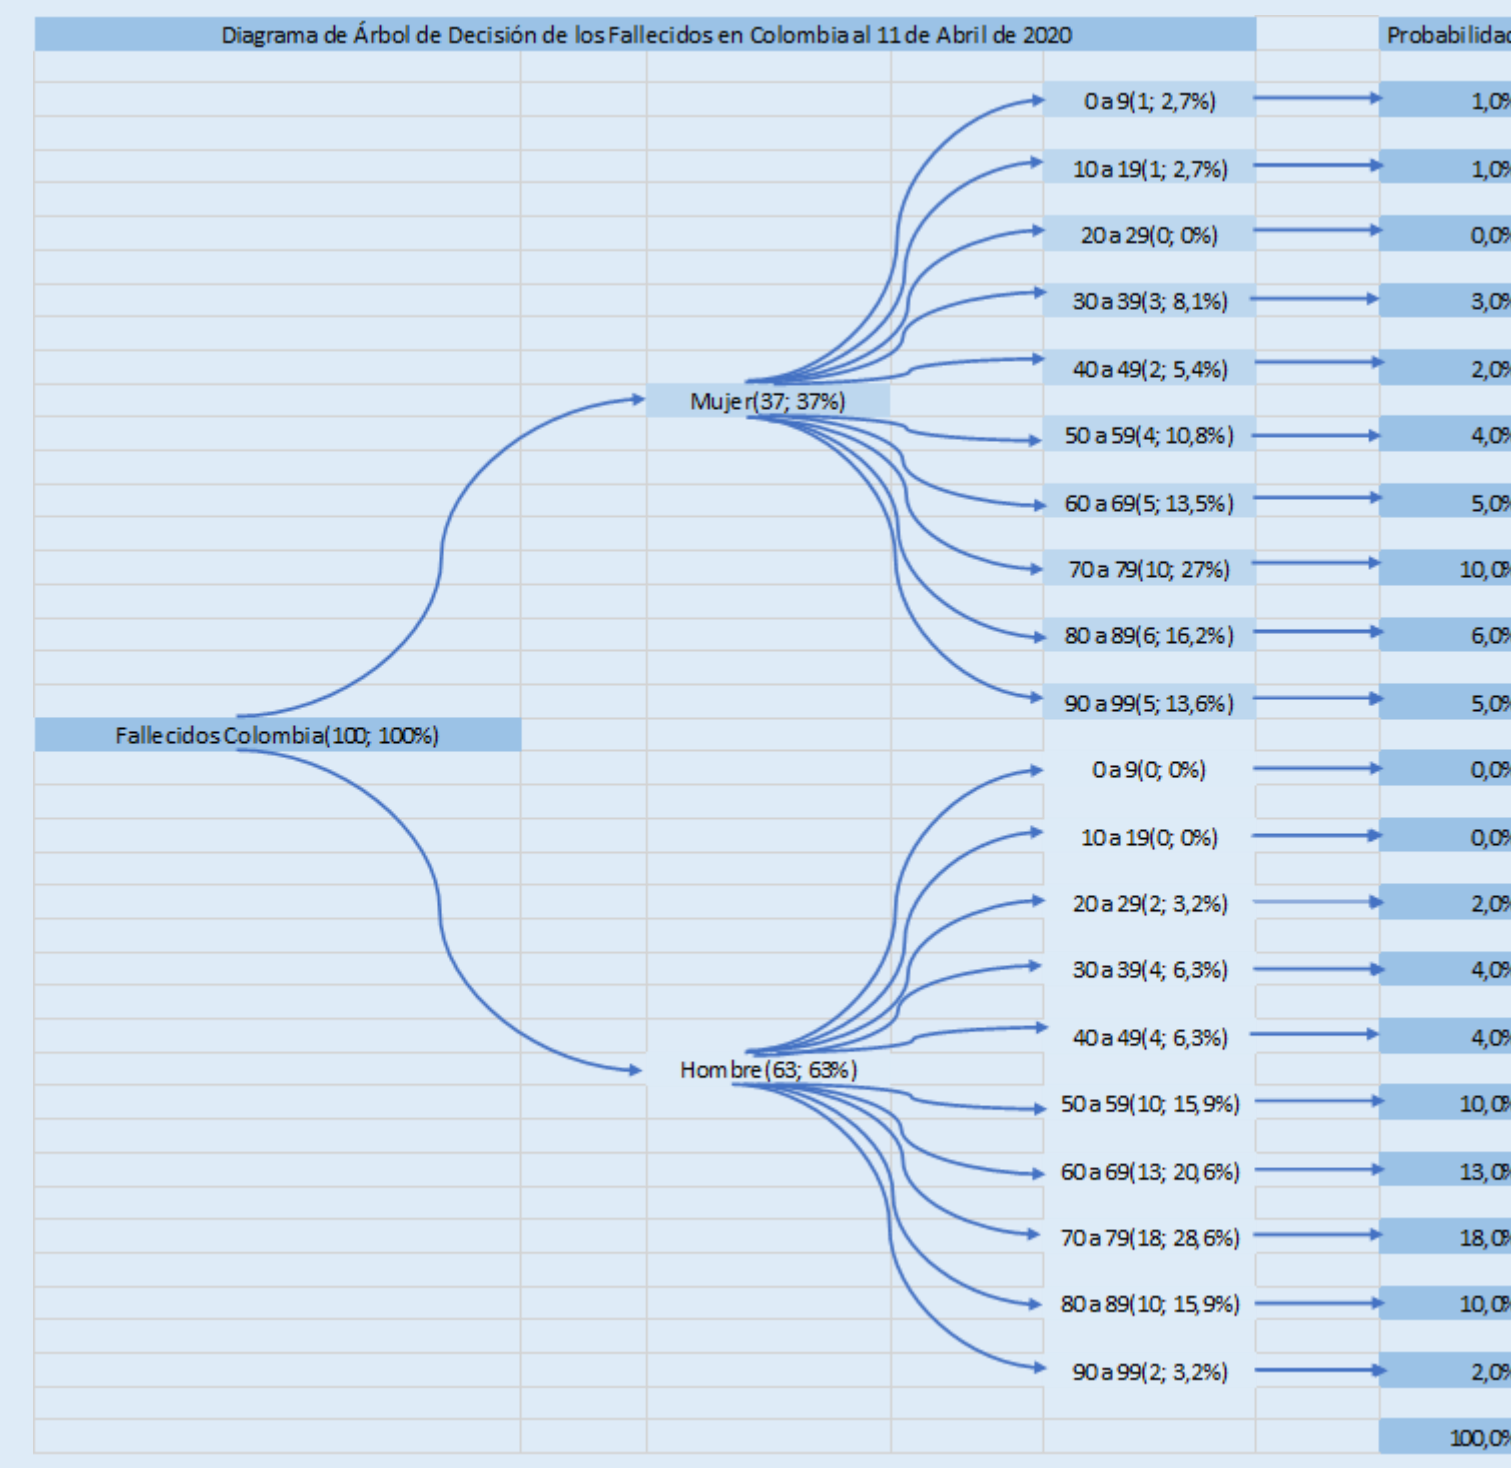 Diagrama de Árbol de Decisión de los Fallecidos en Colombia al 11 de Abril de 2020
0 a 9(1; 2,7%) 1,0%
10 a 19(1; 2,7%) 1,0%
20 a 29(0; 0%) 0,0%
30 a 39(3; 8,1%) 3,0%
40 a 49(2; 5,4%) 2,0%
Mujer(37; 37%)
50 a 59(4; 10,8%) 4,0%
60 a 69(5; 13,5%) 5,0%
70 a 79(10; 27%) 10,0%
80 a 89(6; 16,2%) 6,0%
90 a 99(5; 13,6%) 5,0%
Fallecidos Colombia(100; 100%)
0 a 9(0; 0%) 0,0%
10 a 19(0; 0%) 0,0%
20 a 29(2; 3,2%) 2,0%
30 a 39(4; 6,3%) 4,0%
40 a 49(4; 6,3%) 4,0%
Hombre(63; 63%)
50 a 59(10; 15,9%) 10,0%
60 a 69(13; 20,6%) 13,0%
70 a 79(18; 28,6%) 18,0%
80 a 89(10; 15,9%) 10,0%
90 a 99(2; 3,2%) 2,0%
100,0%